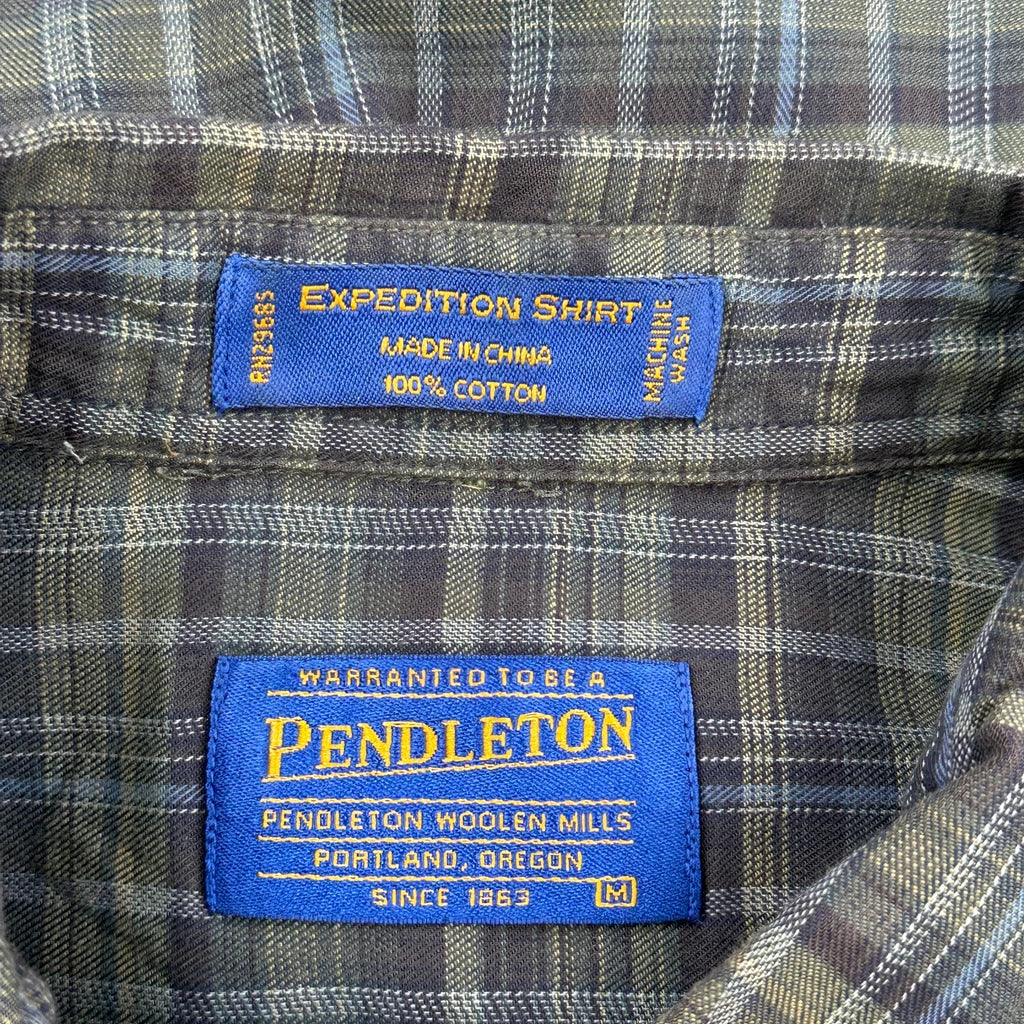 RN29685
EXPEDITION SHIRT
MADE IN CHINA
100% COTTON
MACHINE
WASH
WARRANTED TO BE A
PENDLETON
PENDLETON WOOLEN MILLS
PORTLAND, OREGON
SINCE 1863
M